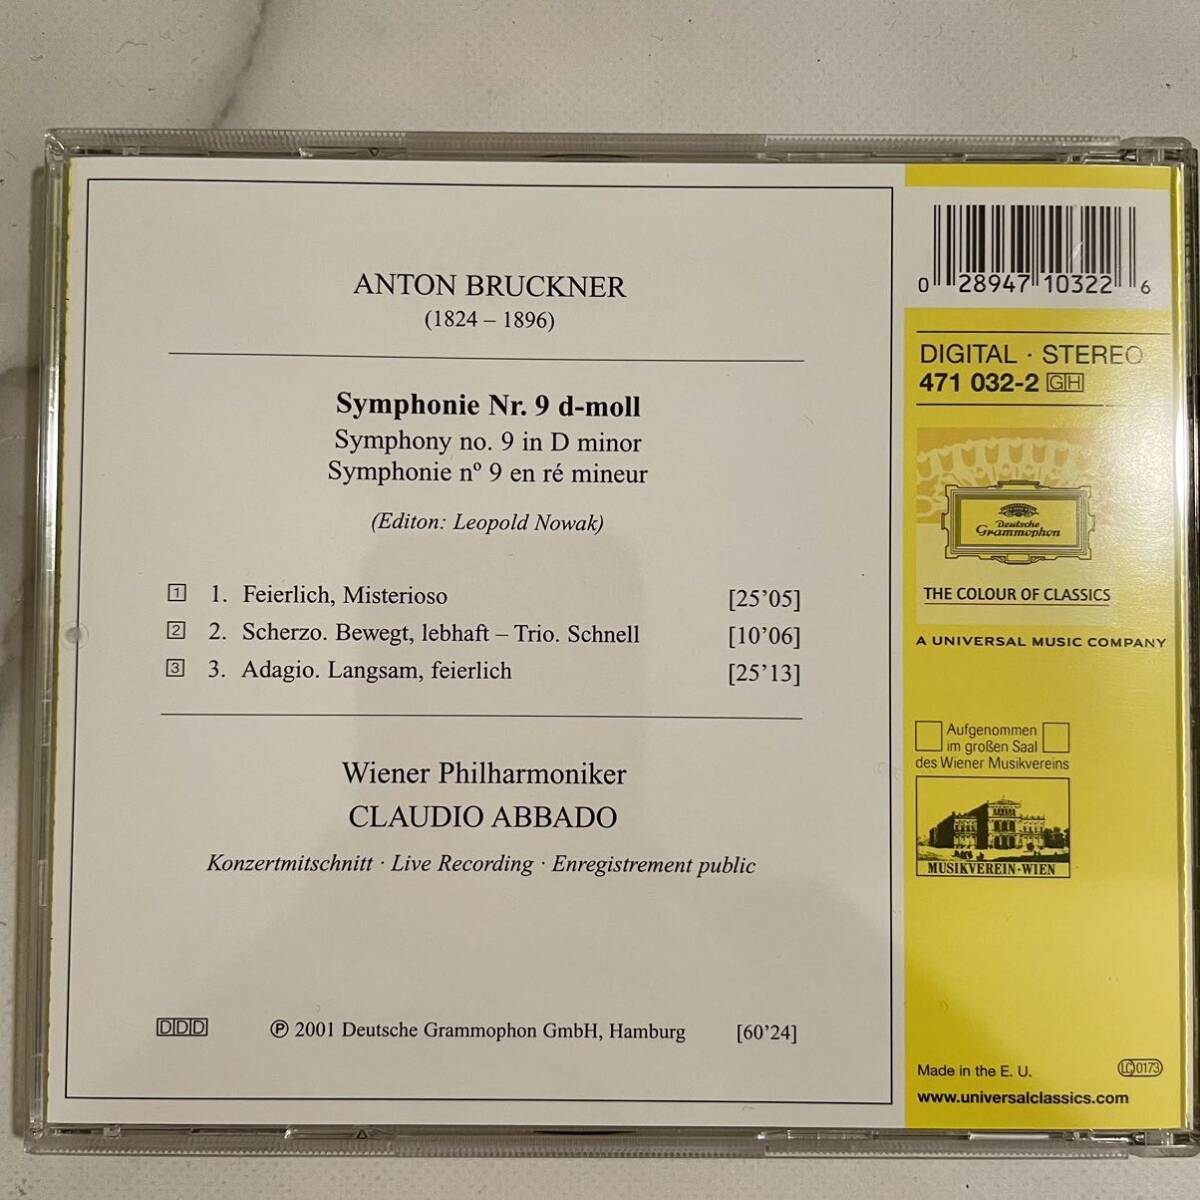 ANTON BRUCKNER
(1824 – 1896)
Symphonie Nr. 9 d-moll
Symphony no. 9 in D minor
Symphonie nº 9 en ré mineur
(Editon: Leopold Nowak)
1 1. Feierlich, Misterioso [25’05]
2 2. Scherzo. Bewegt, lebhaft – Trio. Schnell [10’06]
3 3. Adagio. Langsam, feierlich [25’13]
Wiener Philharmoniker
CLAUDIO ABBADO
Konzertmitschnitt · Live Recording · Enregistrement public
DDD ℗ 2001 Deutsche Grammophon GmbH, Hamburg [60’24]
0 28947 10322 6
DIGITAL · STEREO
471 032-2 GH
Deutsche
Grammophon
THE COLOUR OF CLASSICS
A UNIVERSAL MUSIC COMPANY
Aufgenommen
im großen Saal
des Wiener Musikvereins
MUSIKVEREIN·WIEN
Made in the E. U. LC 0173
www.universalclassics.com